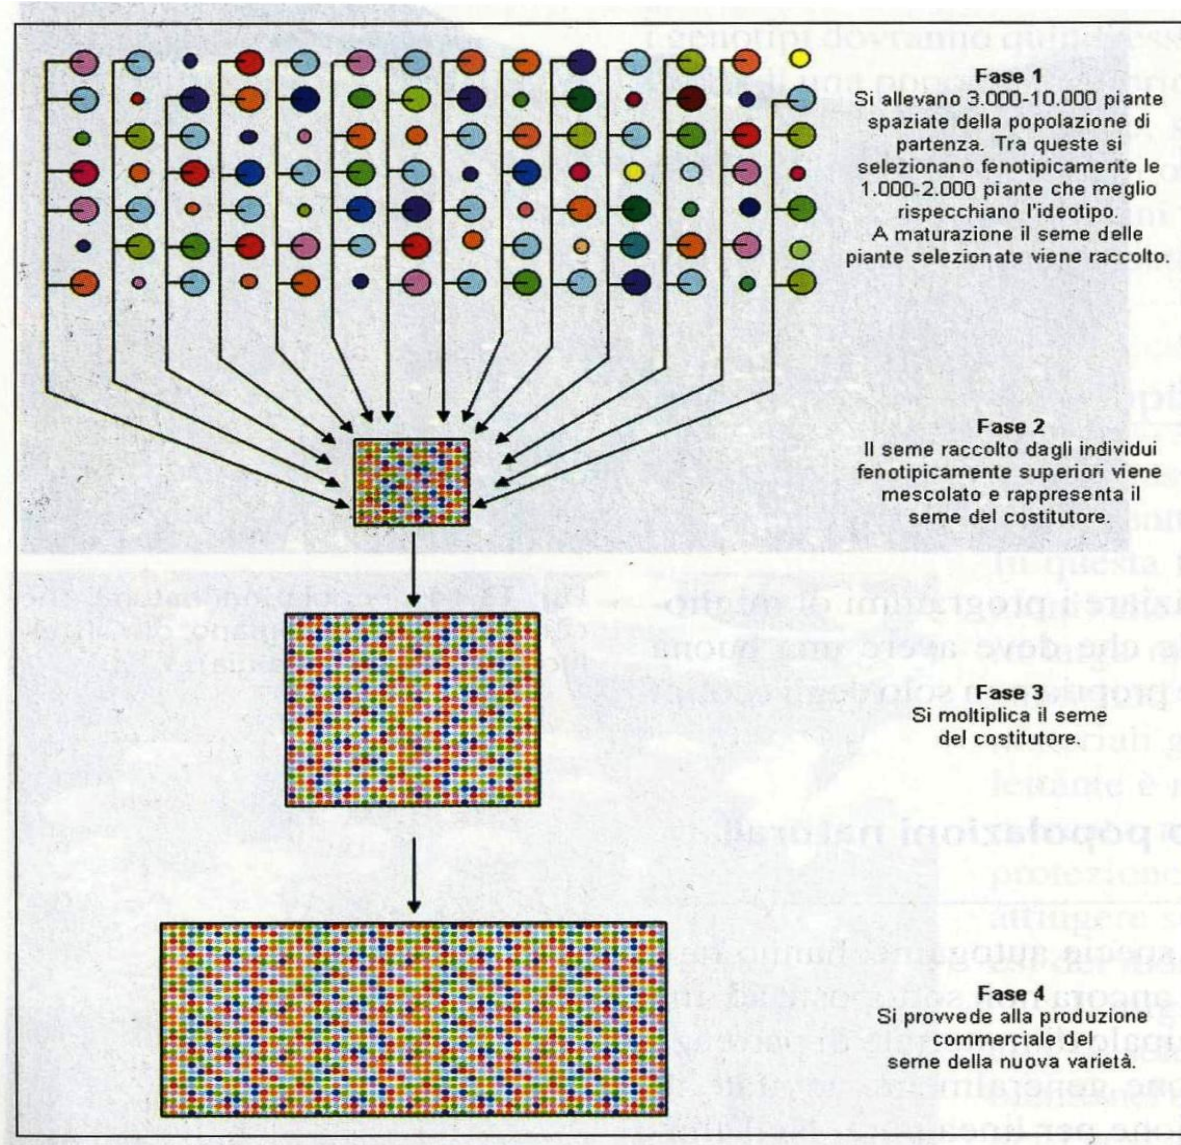 Fase 1
Si allevano 3.000-10.000 piante
spaziate della popolazione di
partenza. Tra queste si
selezionano fenotipicamente le
1.000-2.000 piante che meglio
rispecchiano l'ideotipo.
A maturazione il seme delle
piante selezionate viene raccolto.
Fase 2
Il seme raccolto dagli individui
fenotipicamente superiori viene
mescolato e rappresenta il
seme del costitutore.
Fase 3
Si moltiplica il seme
del costitutore.
Fase 4
Si provvede alla produzione
commerciale del
seme della nuova varietà.